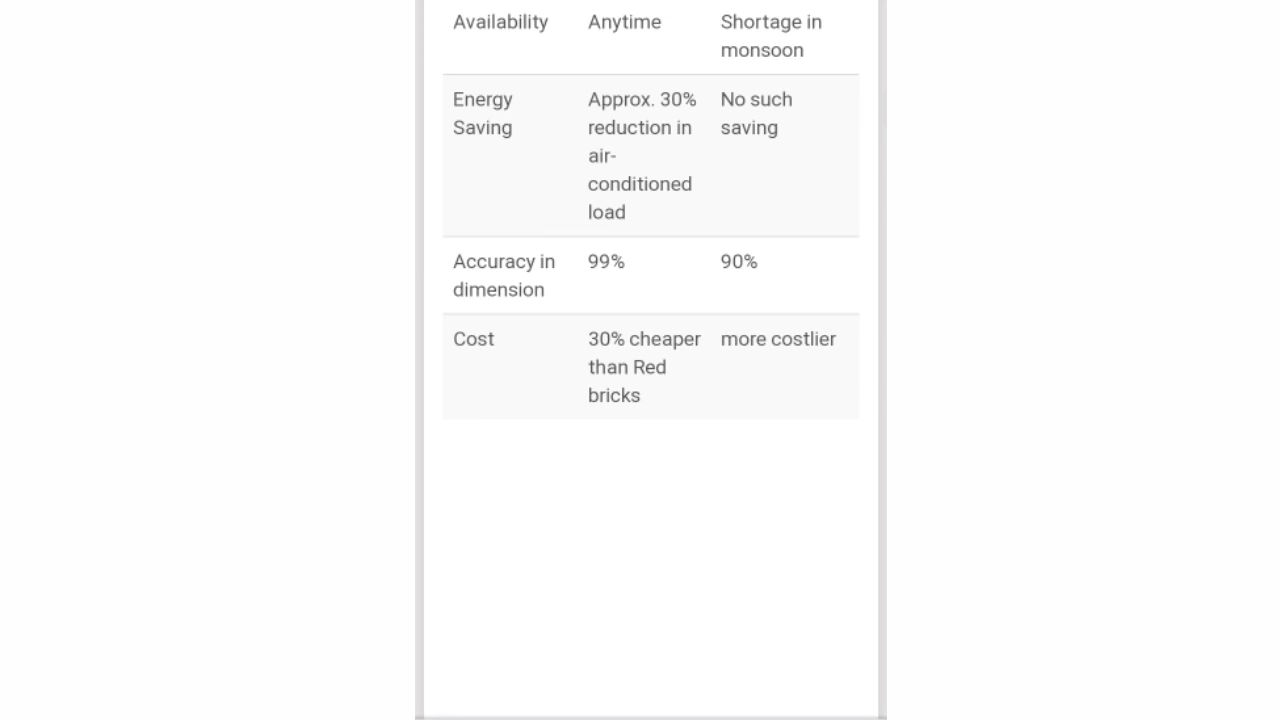 Availability Anytime Shortage in
monsoon
Energy Approx. 30% No such
Saving reduction in saving
air-
conditioned
load
Accuracy in 99% 90%
dimension
Cost 30% cheaper more costlier
than Red
bricks